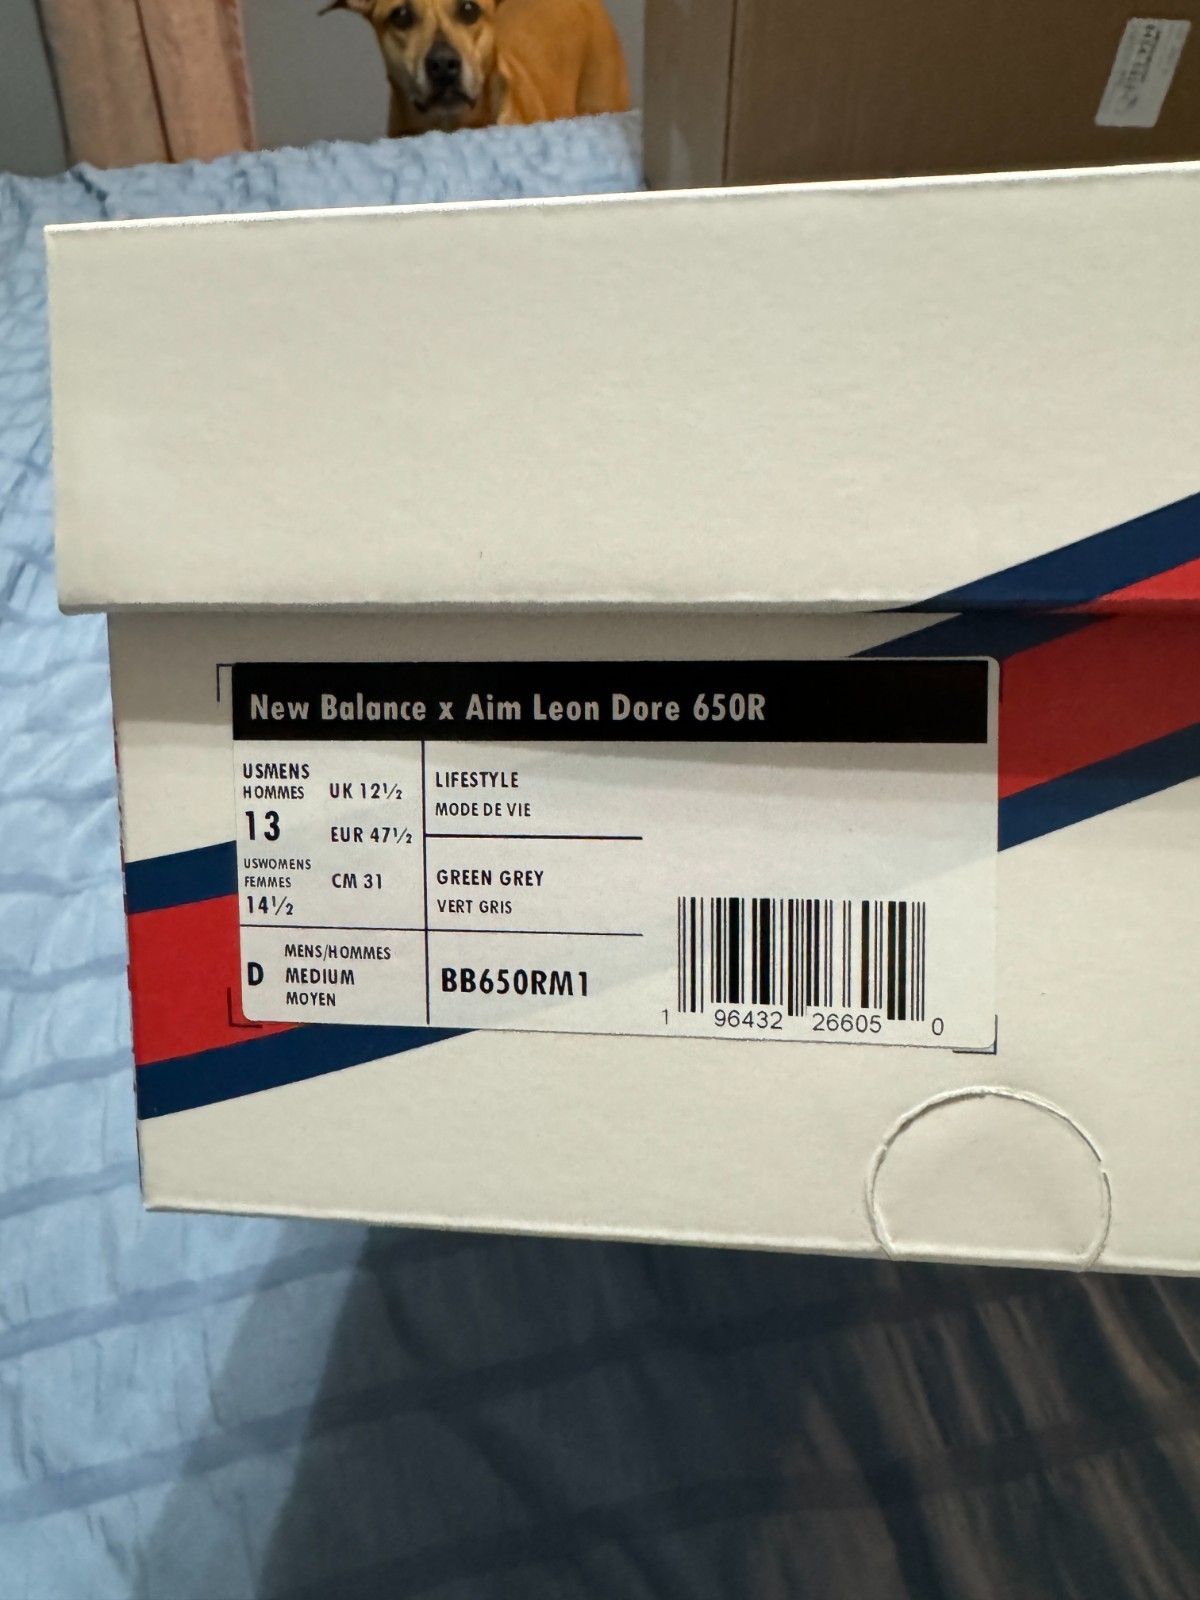 New Balance x Aim Leon Dore 650R
USMENS
HOMMES
13
USWOMENS
FEMMES
14½
UK 12½
EUR 47½
CM 31
LIFESTYLE
MODE DE VIE
GREEN GREY
VERT GRIS
D
MENS/HOMMES
MEDIUM
MOYEN
BB650RM1
1 96432 26605 0